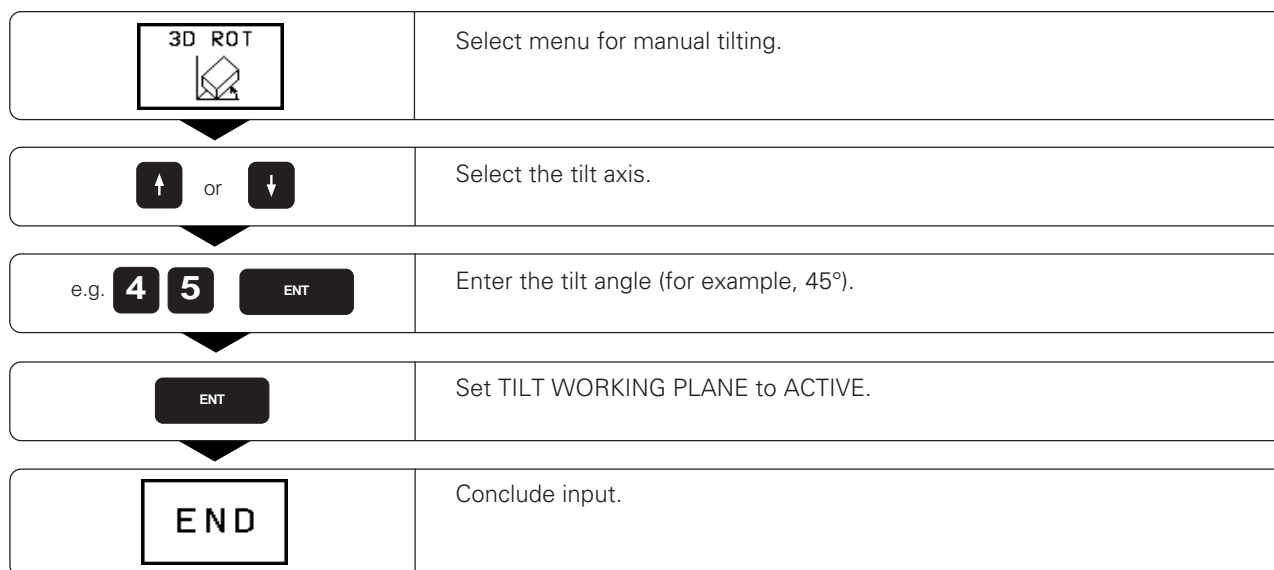 3D ROT
Select menu for manual tilting.
or
Select the tilt axis.
e.g. 4 5 ENT
Enter the tilt angle (for example, 45°).
ENT
Set TILT WORKING PLANE to ACTIVE.
END
Conclude input.